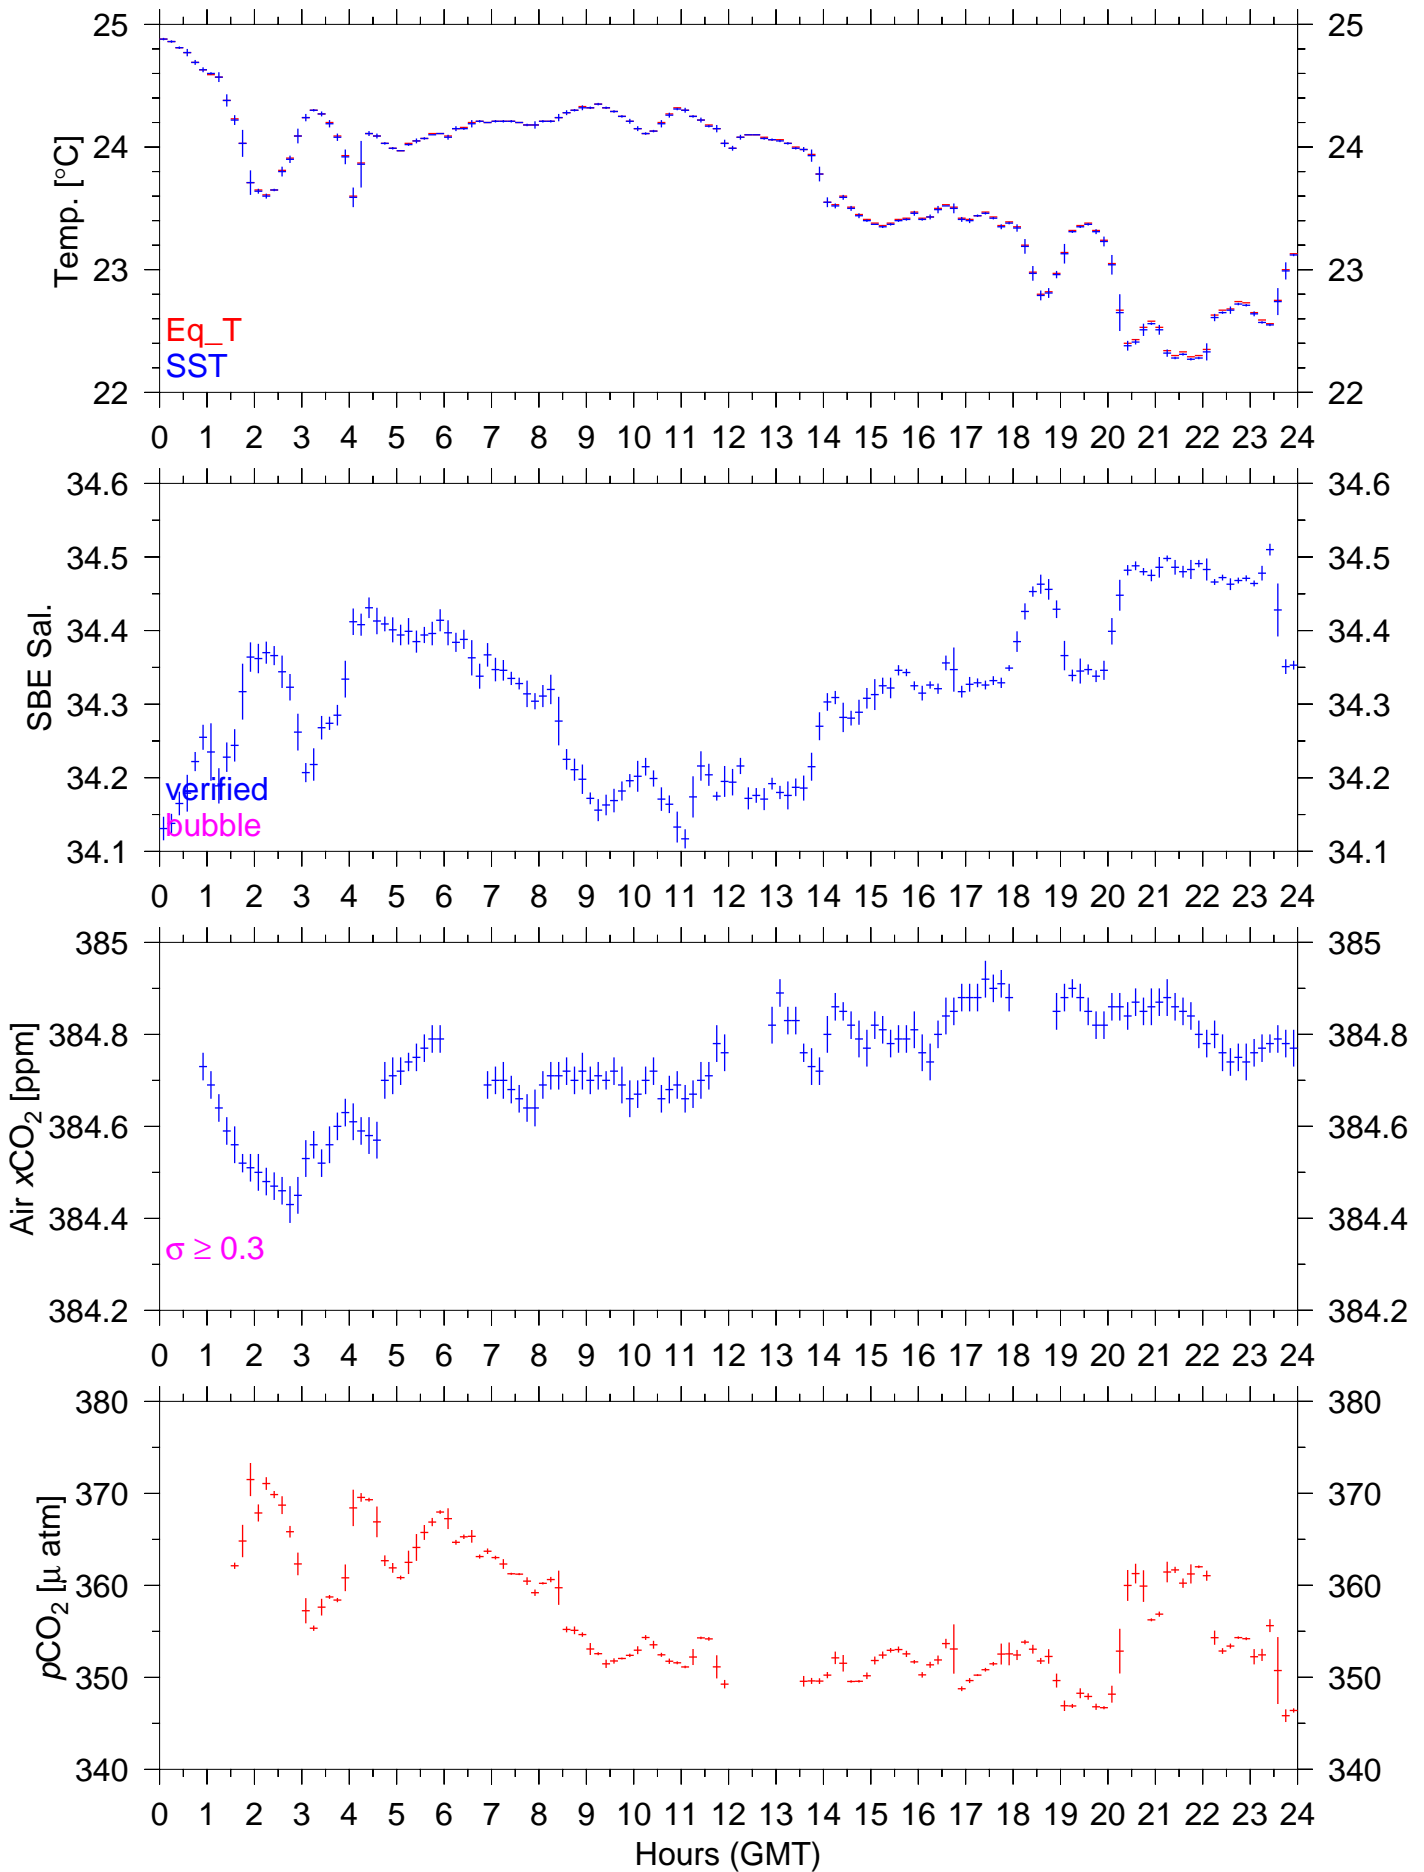 25 25
24 24
Temp. [°C]
23 23
Eq_T
SST
22 22
0 1 2 3 4 5 6 7 8 9 10 11 12 13 14 15 16 17 18 19 20 21 22 23 24
34.6 34.6
34.5 34.5
34.4 34.4
SBE Sal.
34.3 34.3
34.2 34.2
verified
bubble
34.1 34.1
0 1 2 3 4 5 6 7 8 9 10 11 12 13 14 15 16 17 18 19 20 21 22 23 24
385 385
384.8 384.8
Air xCO₂ [ppm]
384.6 384.6
384.4 384.4
σ ≥ 0.3
384.2 384.2
0 1 2 3 4 5 6 7 8 9 10 11 12 13 14 15 16 17 18 19 20 21 22 23 24
380 380
370 370
pCO₂ [μ atm]
360 360
350 350
340 340
0 1 2 3 4 5 6 7 8 9 10 11 12 13 14 15 16 17 18 19 20 21 22 23 24
Hours (GMT)